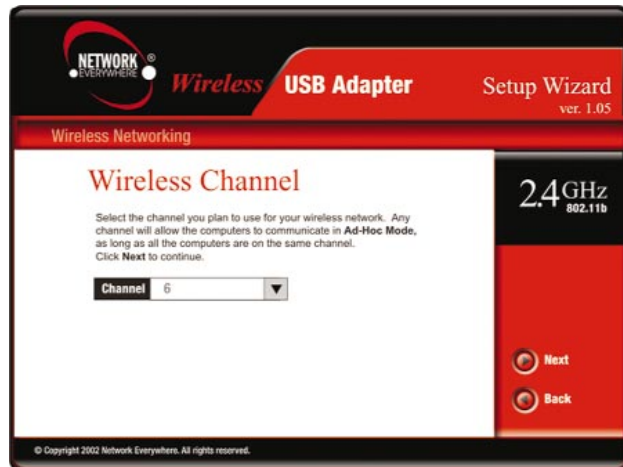 NETWORK ®
EVERYWHERE
Wireless USB Adapter
Setup Wizard
ver. 1.05
Wireless Networking
Wireless Channel
Select the channel you plan to use for your wireless network. Any
channel will allow the computers to communicate in Ad-Hoc Mode,
as long as all the computers are on the same channel.
Click Next to continue.
Channel 6
2.4 GHz
802.11b
Next
Back
© Copyright 2002 Network Everywhere. All rights reserved.